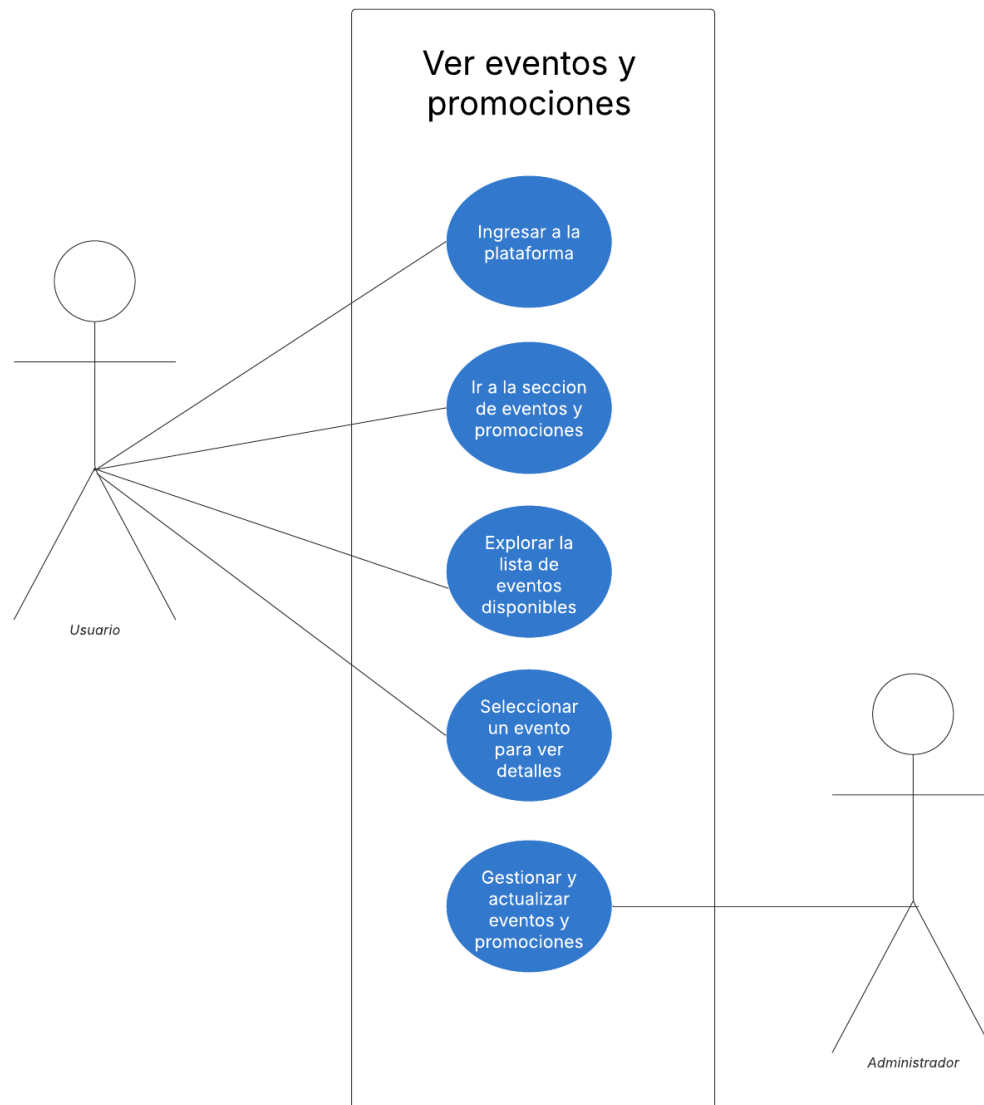 Ver eventos y
promociones
Ingresar a la
plataforma
Ir a la seccion
de eventos y
promociones
Explorar la
lista de
eventos
disponibles
Usuario
Seleccionar
un evento
para ver
detalles
Gestionar y
actualizar
eventos y
promociones
Administrador